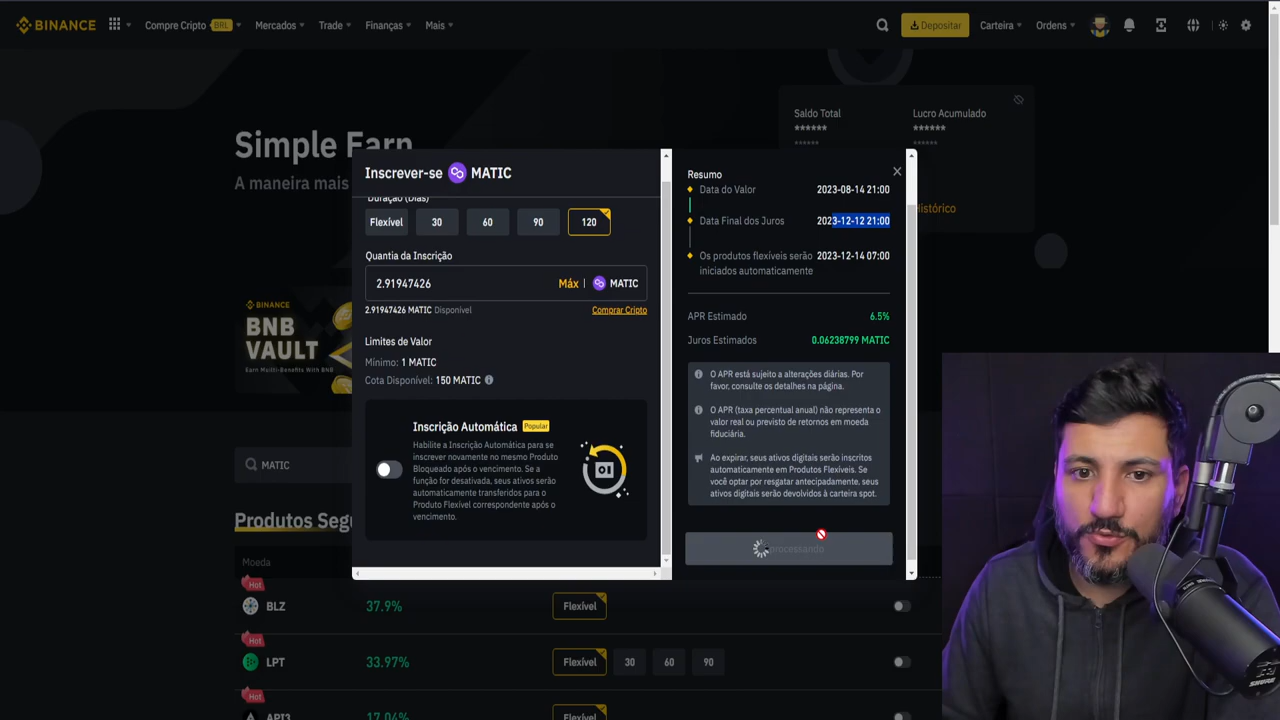 BINANCE
Compre Cripto BRL
Mercados
Trade
Finanças
Mais
Depositar
Carteira
Ordens
Simple Earn
A maneira mais
Saldo Total
******
******
Lucro Acumulado
******
******
Histórico
BINANCE
BNB
VAULT
Earn Multi-Benefits With BNB
MATIC
Produtos Seg
Moeda
Hot
BLZ
37.9%
Flexível
Hot
LPT
33.97%
Flexível
30
60
90
Hot
API3
17.04%
Flexível
Inscrever-se MATIC
Duração (Dias)
Flexível
30
60
90
120
Quantia da Inscrição
2.91947426
Máx
MATIC
2.91947426 MATIC Disponível
Comprar Cripto
Limites de Valor
Mínimo: 1 MATIC
Cota Disponível: 150 MATIC
Inscrição Automática Popular
Habilite a Inscrição Automática para se
inscrever novamente no mesmo Produto
Bloqueado após o vencimento. Se a
função for desativada, seus ativos serão
automaticamente transferidos para o
Produto Flexível correspondente após o
vencimento.
01
Resumo
Data do Valor 2023-08-14 21:00
Data Final dos Juros 2023-12-12 21:00
Os produtos flexíveis serão 2023-12-14 07:00
iniciados automaticamente
APR Estimado 6.5%
Juros Estimados 0.06238799 MATIC
O APR está sujeito a alterações diárias. Por
favor, consulte os detalhes na página.
O APR (taxa percentual anual) não representa o
valor real ou previsto de retornos em moeda
fiduciária.
Ao expirar, seus ativos digitais serão inscritos
automaticamente em Produtos Flexíveis. Se
você optar por resgatar antecipadamente, seus
ativos digitais serão devolvidos à carteira spot.
processando